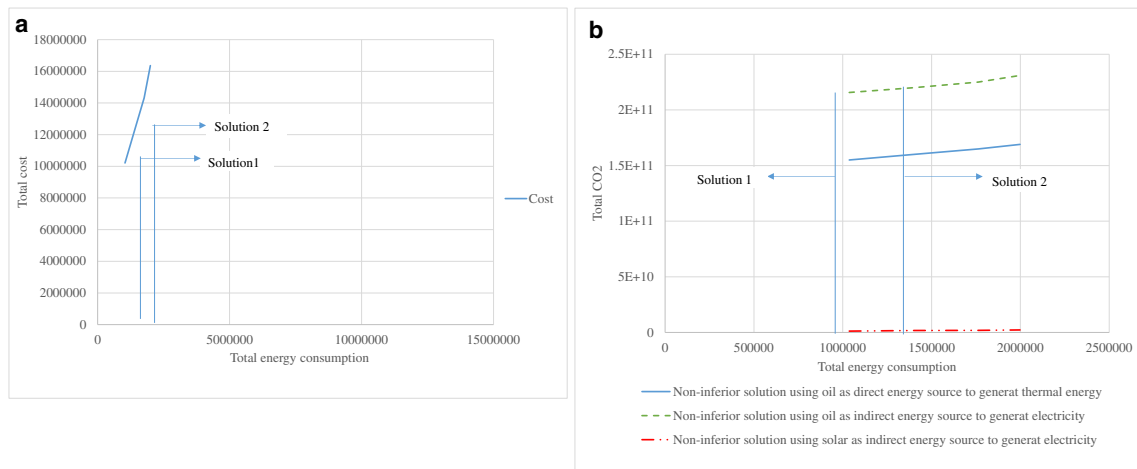 a
18000000
16000000
14000000
12000000
10000000
8000000
6000000
4000000
2000000
0
Total cost
Solution 2
Solution1
Cost
0
5000000
10000000
15000000
Total energy consumption
b
2.5E+11
2E+11
1.5E+11
1E+11
5E+10
0
Total CO2
Solution 1
Solution 2
0
500000
1000000
1500000
2000000
2500000
Total energy consumption
Non-inferior solution using oil as direct energy source to generat thermal energy
Non-inferior solution using oil as indirect energy source to generat electricity
Non-inferior solution using solar as indirect energy source to generat electricity